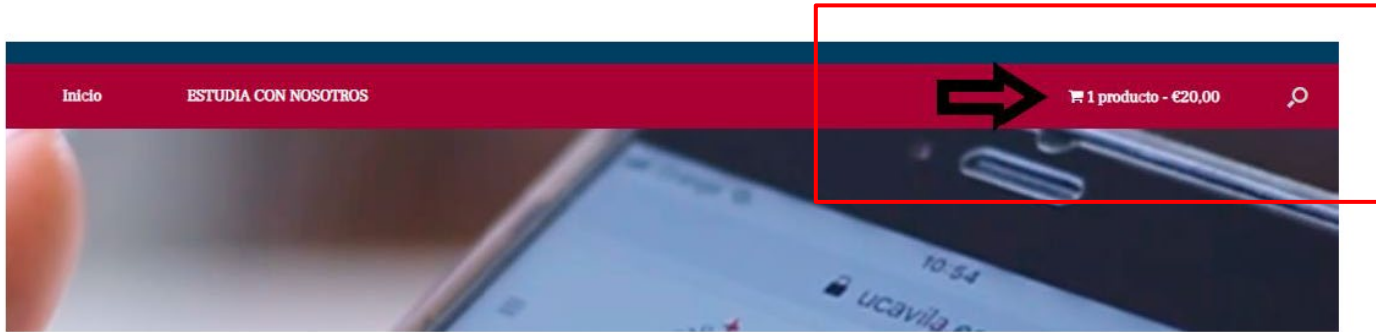 Inicio
ESTUDIA CON NOSOTROS
1 producto - €20,00
10:54
ucavila